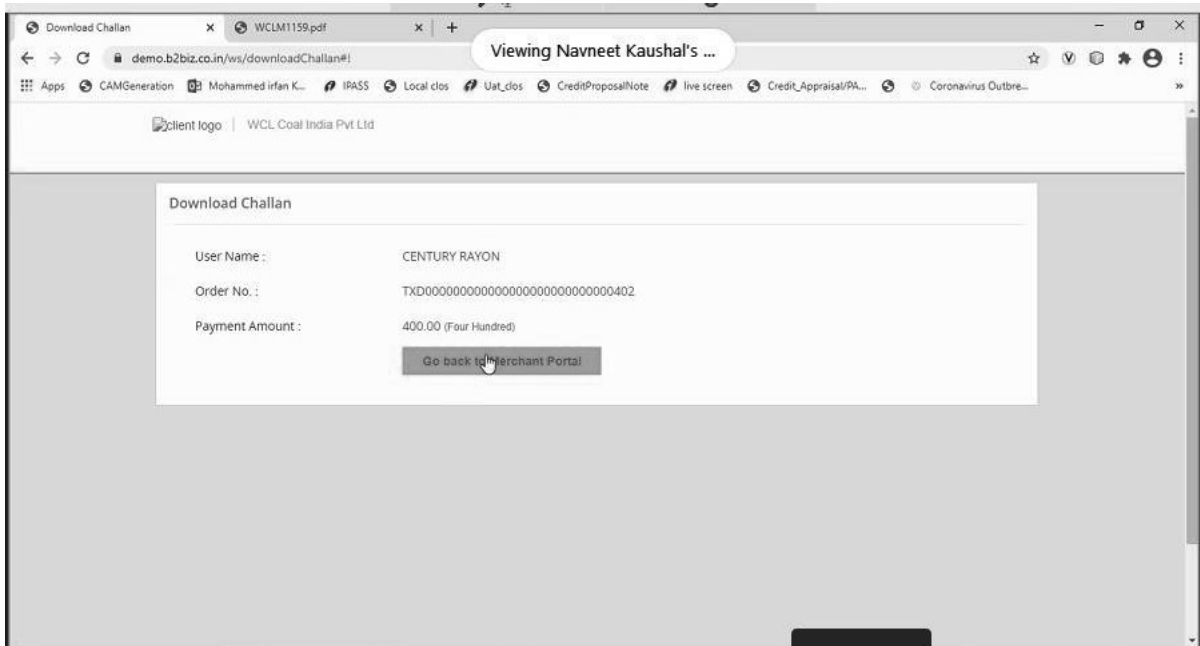 Download Challan
WCLM1159.pdf
Viewing Navneet Kaushal's ...
demo.b2biz.co.in/ws/downloadChallan#!
Apps CAMGeneration Mohammed irfan K... IPASS Local clos Uat_clos CreditProposalNote live screen Credit_Appraisal/PA... Coronavirus Outbre...
client logo | WCL Coal India Pvt Ltd
Download Challan
User Name : CENTURY RAYON
Order No. :
Payment Amount : 400.00 (Four Hundred)
Go back to Merchant Portal